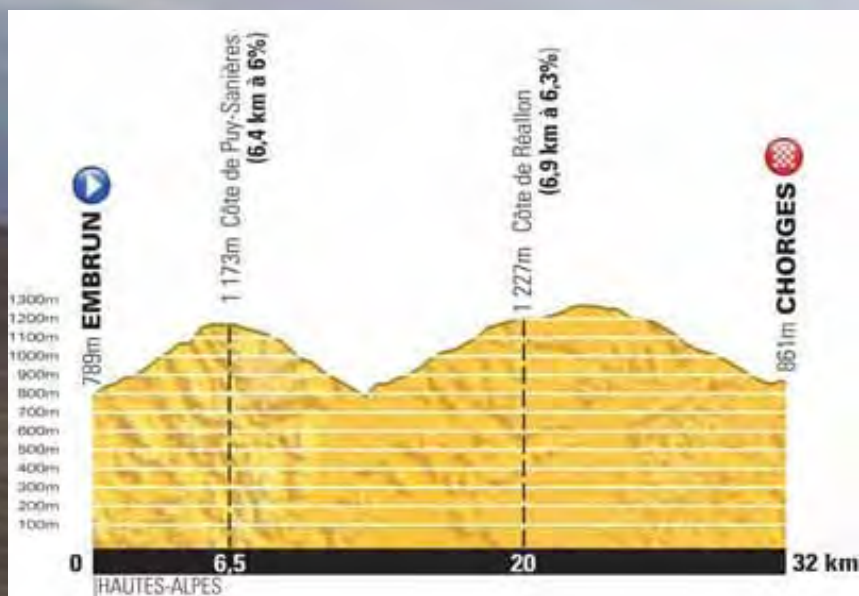 789m EMBRUN
1 173m Côte de Puy-Sanières
(6,4 km à 6%)
1 227m Côte de Réallon
(6,9 km à 6,3%)
861m CHORGES
1300m
1200m
1100m
1000m
900m
800m
700m
600m
500m
400m
300m
200m
100m
0 6,5 20 32 km
HAUTES-ALPES